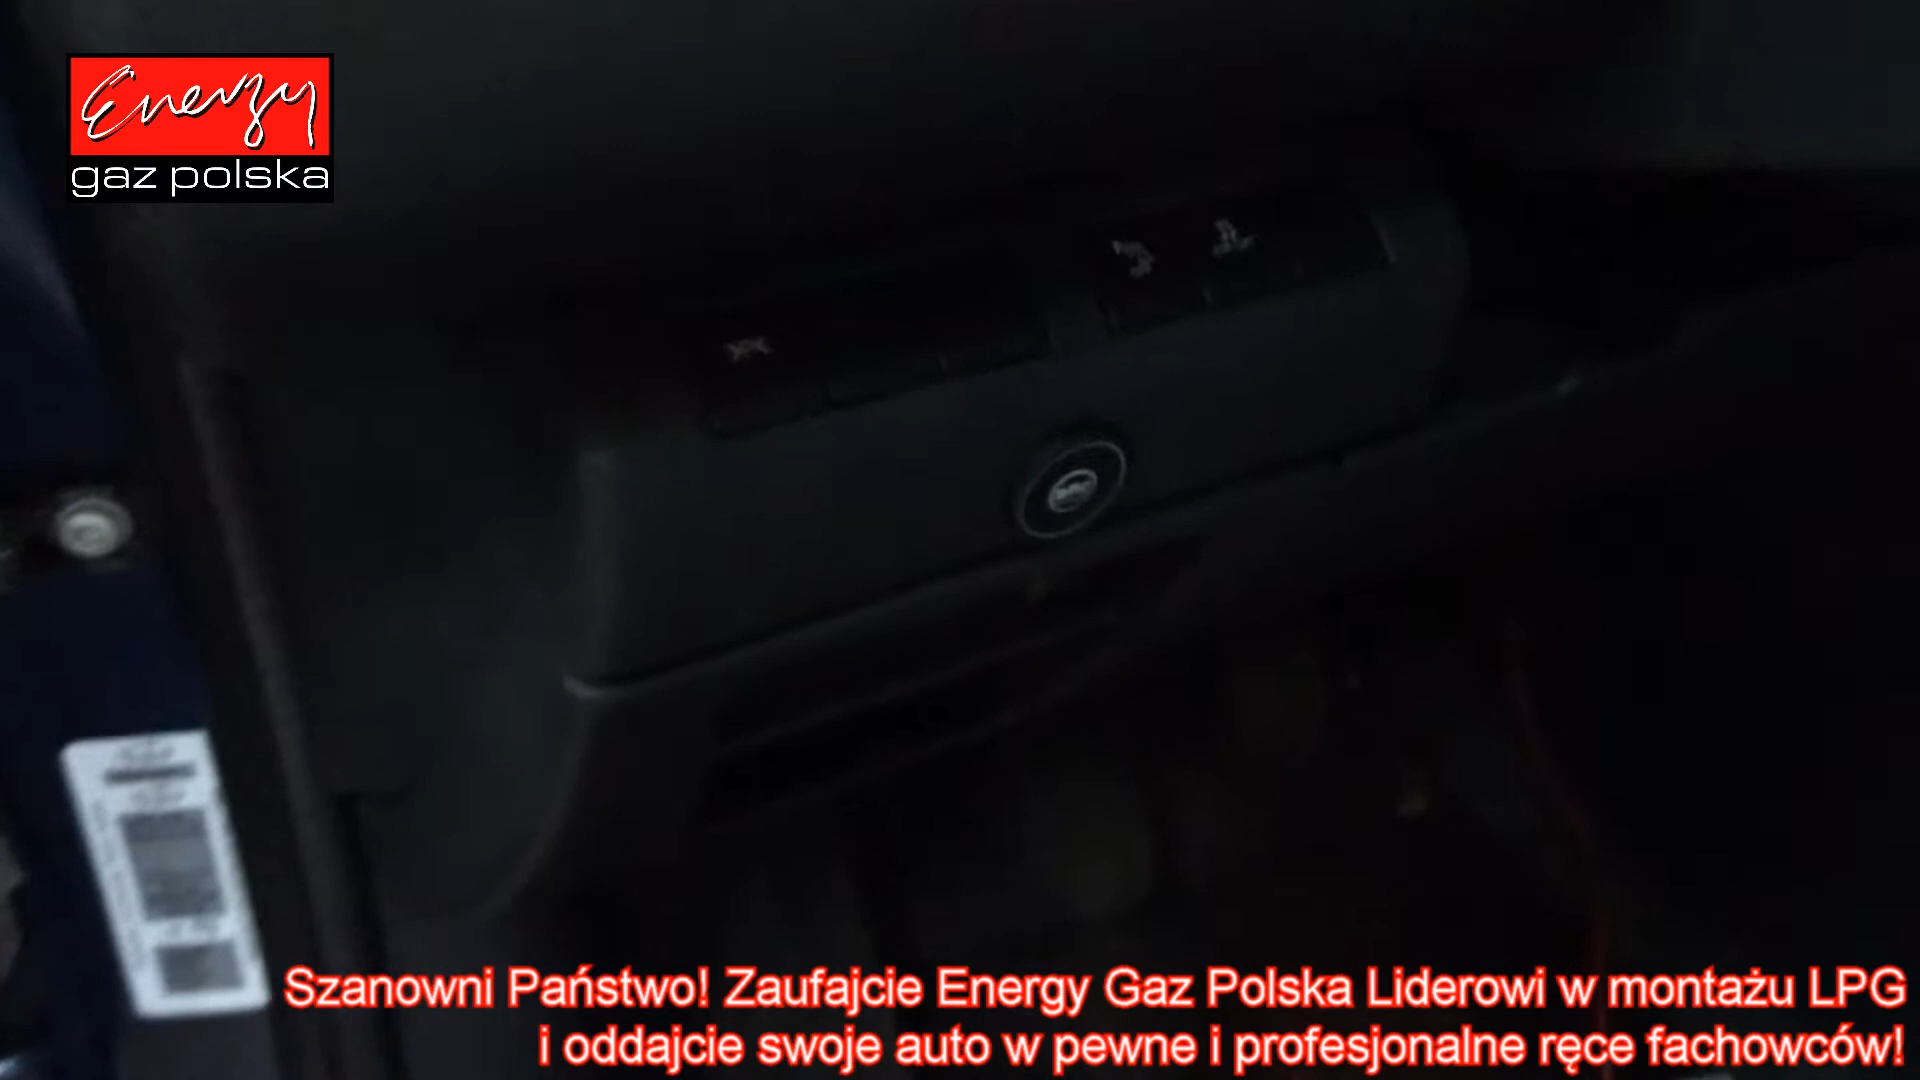 Energy
gaz polska
Szanowni Państwo! Zaufajcie Energy Gaz Polska Liderowi w montażu LPG
i oddajcie swoje auto w pewne i profesjonalne ręce fachowców!